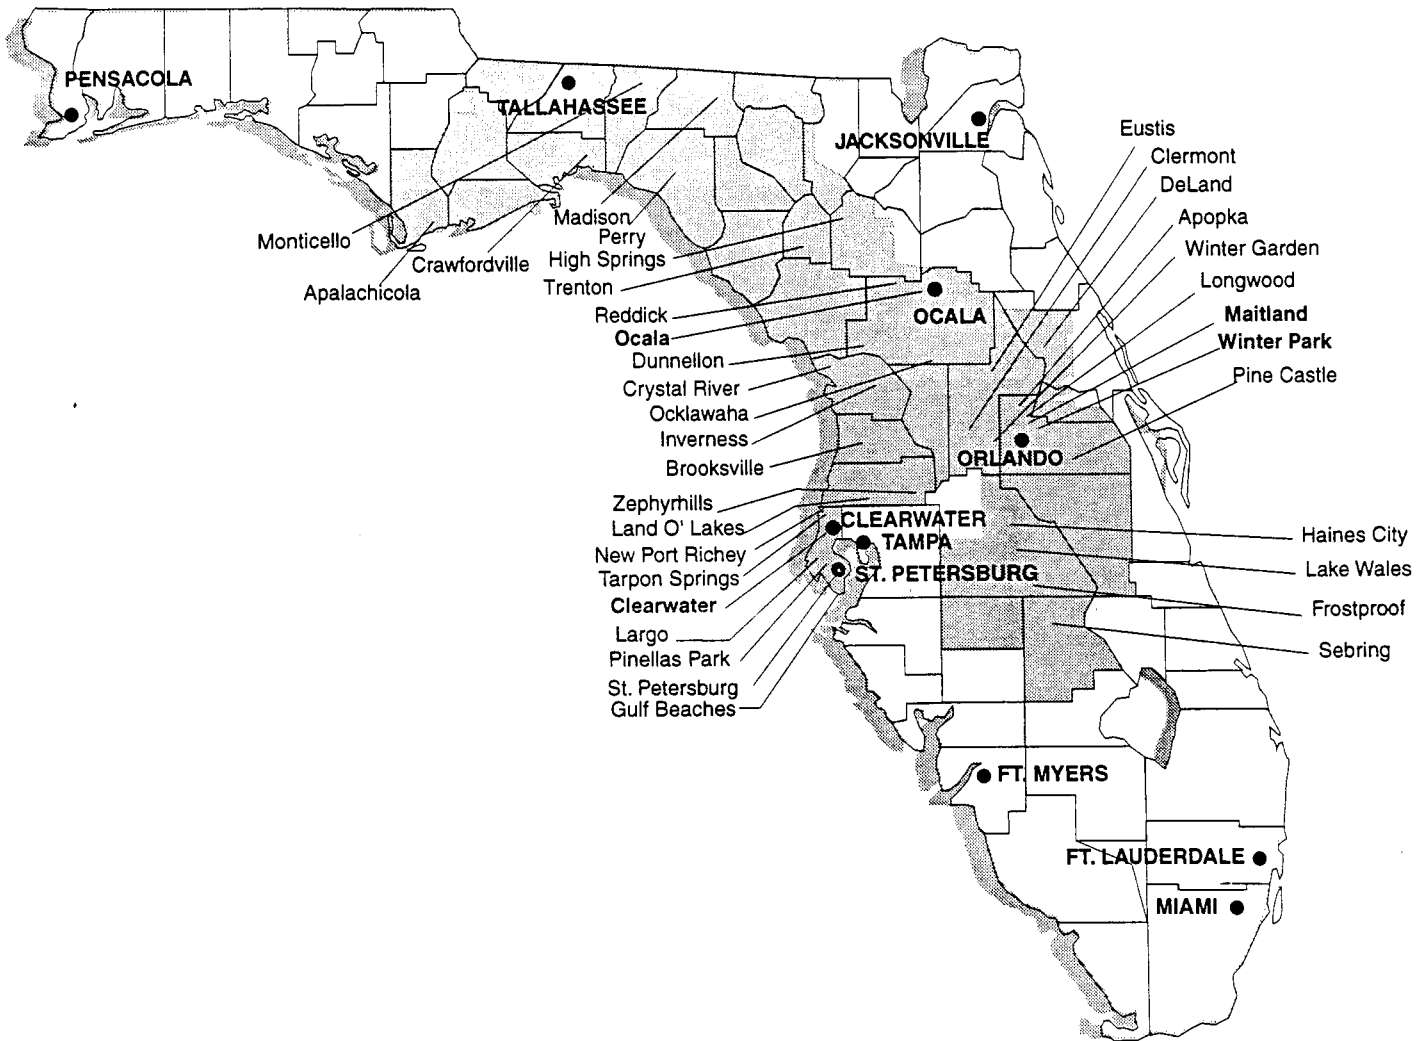 PENSACOLA
TALLAHASSEE
JACKSONVILLE
Monticello
Apalachicola
Crawfordville
Madison
Perry
High Springs
Trenton
Reddick
Ocala
Dunnellon
Crystal River
Ocklawaha
Inverness
Brooksville
Zephyrhills
Land O' Lakes
New Port Richey
Tarpon Springs
Clearwater
Largo
Pinellas Park
St. Petersburg
Gulf Beaches
OCALA
ORLANDO
CLEARWATER
TAMPA
ST. PETERSBURG
Eustis
Clermont
DeLand
Apopka
Winter Garden
Longwood
Maitland
Winter Park
Pine Castle
Haines City
Lake Wales
Frostproof
Sebring
FT. MYERS
FT. LAUDERDALE
MIAMI